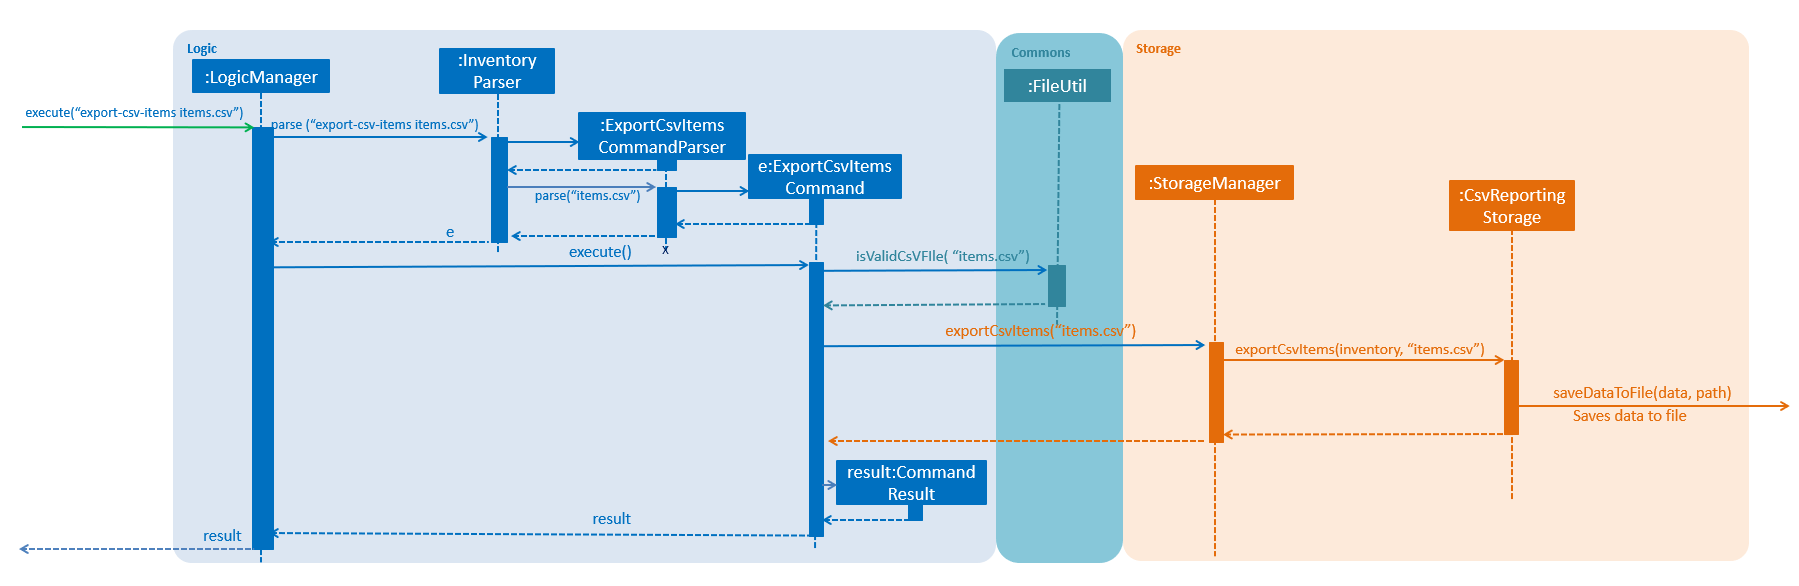 Logic
Commons
Storage
:LogicManager
:Inventory
Parser
:FileUtil
execute(“export-csv-items items.csv”)
parse (“export-csv-items items.csv”)
:ExportCsvItems
CommandParser
e:ExportCsvItems
Command
:StorageManager
:CsvReporting
Storage
parse(“items.csv”)
e
x
execute()
isValidCsVFIle( “items.csv”)
exportCsvItems(“items.csv”)
exportCsvItems(inventory, “items.csv”)
saveDataToFile(data, path)
Saves data to file
result:Command
Result
result
result